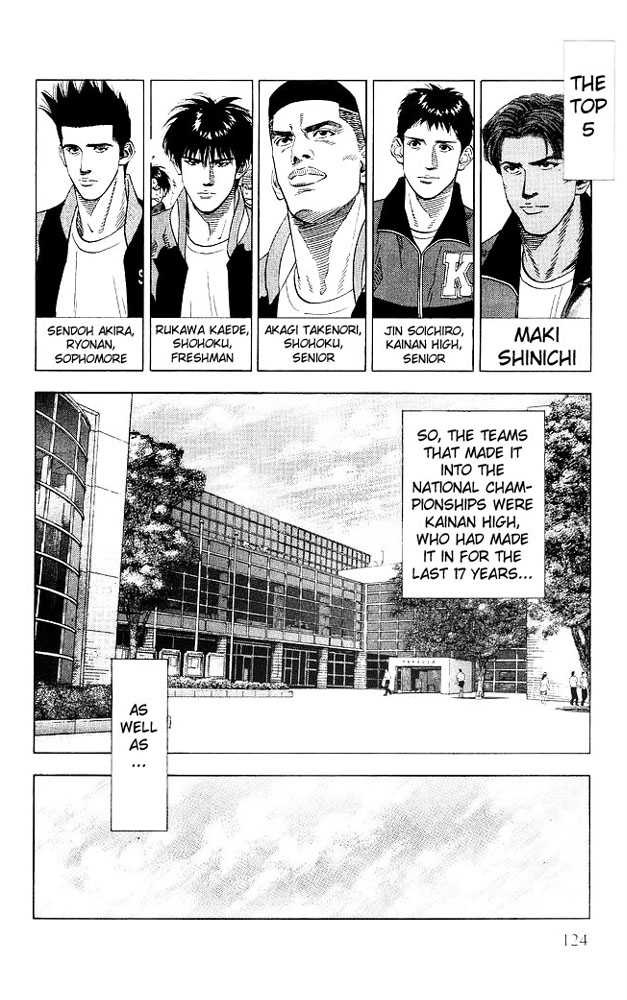 THE
TOP
5
SENDOH AKIRA,
RYONAN,
SOPHOMORE
RUKAWA KAEDE,
SHOHOKU,
FRESHMAN
AKAGI TAKENORI,
SHOHOKU,
SENIOR
JIN SOICHIRO,
KAINAN HIGH,
SENIOR
MAKI
SHINICHI
K
SO, THE TEAMS
THAT MADE IT
INTO THE
NATIONAL CHAM-
PIONSHIPS WERE
KAINAN HIGH,
WHO HAD MADE
IT IN FOR THE
LAST 17 YEARS...
AS
WELL
AS
...
124